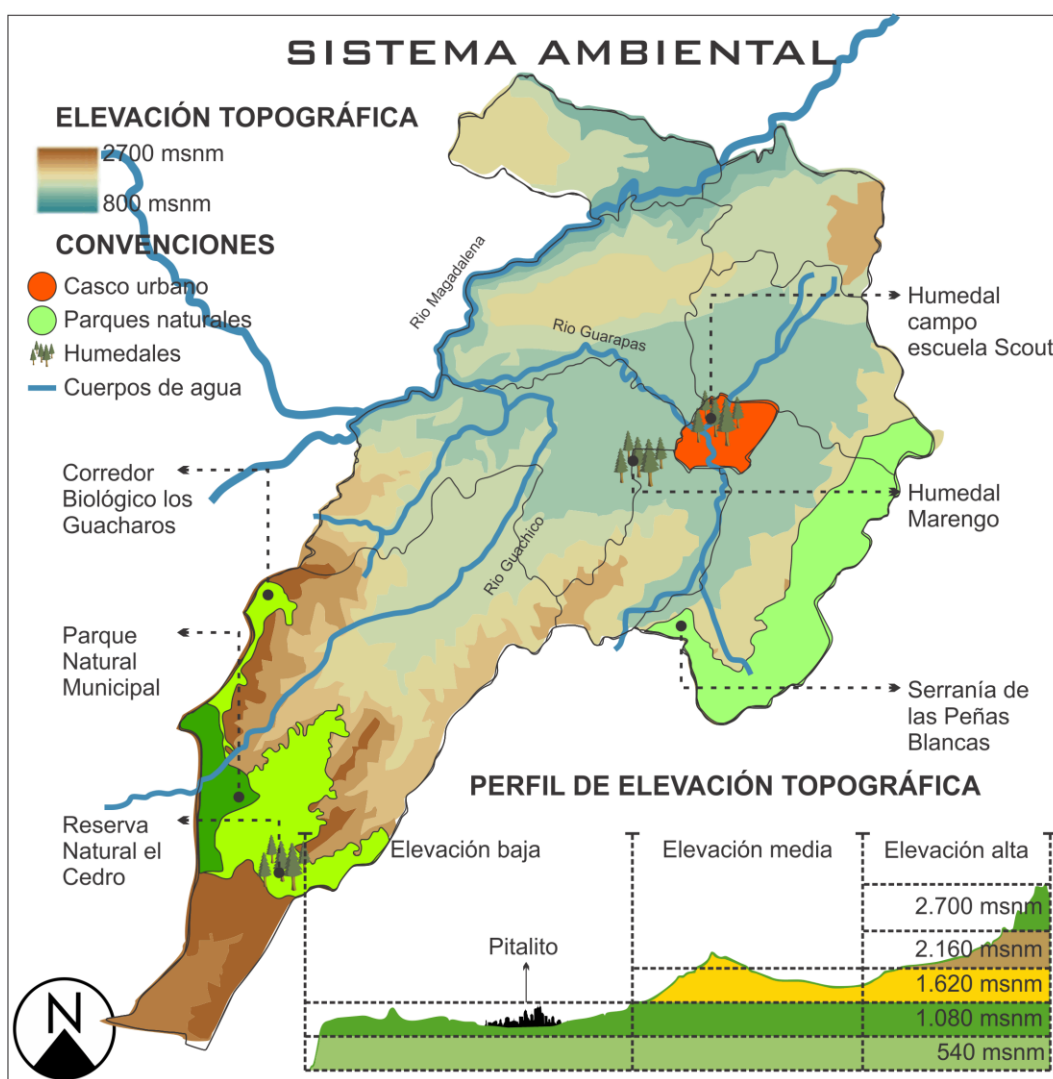 SISTEMA AMBIENTAL
ELEVACIÓN TOPOGRÁFICA
2700 msnm
800 msnm
CONVENCIONES
Casco urbano
Parques naturales
Humedales
Cuerpos de agua
Rio Magadalena
Rio Guarapas
Rio Guachico
Humedal
campo
escuela Scout
Humedal
Marengo
Serranía de
las Peñas
Blancas
Corredor
Biológico los
Guacharos
Parque
Natural
Municipal
Reserva
Natural el
Cedro
PERFIL DE ELEVACIÓN TOPOGRÁFICA
Elevación baja
Elevación media
Elevación alta
Pitalito
2.700 msnm
2.160 msnm
1.620 msnm
1.080 msnm
540 msnm
N